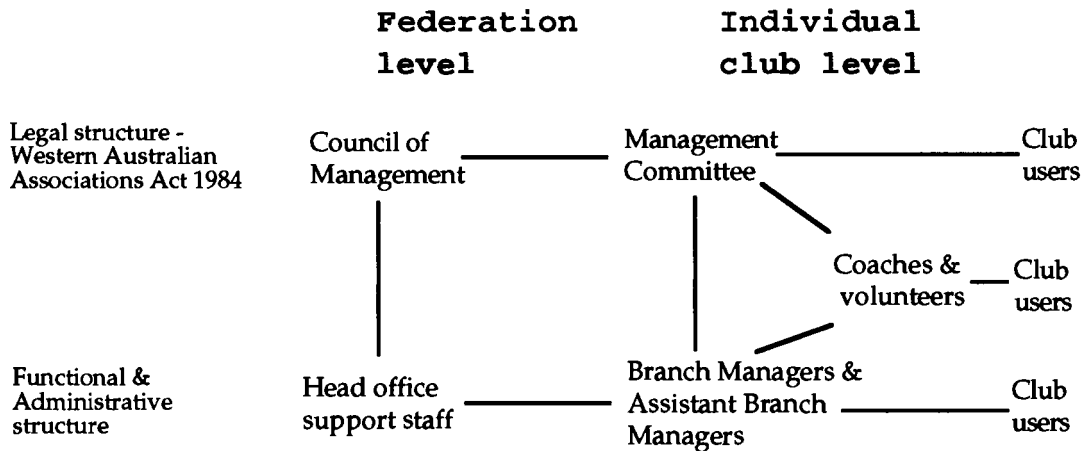 Federation
level
Individual
club level
Legal structure -
Western Australian
Associations Act 1984
Council of
Management
Management
Committee
Club
users
Coaches &
volunteers
Club
users
Functional &
Administrative
structure
Head office
support staff
Branch Managers &
Assistant Branch
Managers
Club
users